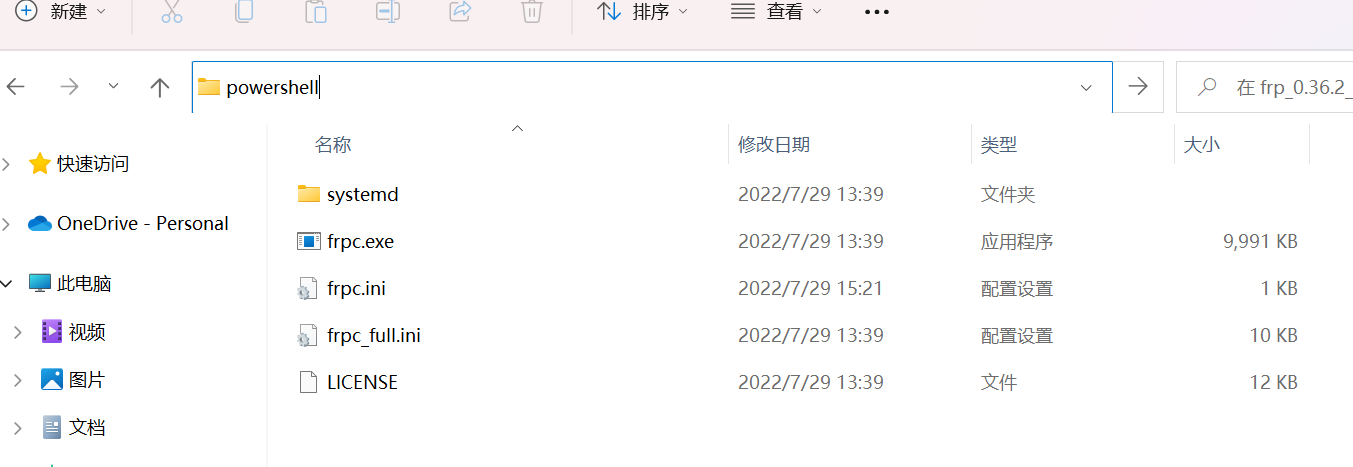 新建 排序 查看
powershell 在 frp_0.36.2_
名称 修改日期 类型 大小
快速访问
OneDrive - Personal
此电脑
视频
图片
文档
systemd 2022/7/29 13:39 文件夹
frpc.exe 2022/7/29 13:39 应用程序 9,991 KB
frpc.ini 2022/7/29 15:21 配置设置 1 KB
frpc_full.ini 2022/7/29 13:39 配置设置 10 KB
LICENSE 2022/7/29 13:39 文件 12 KB